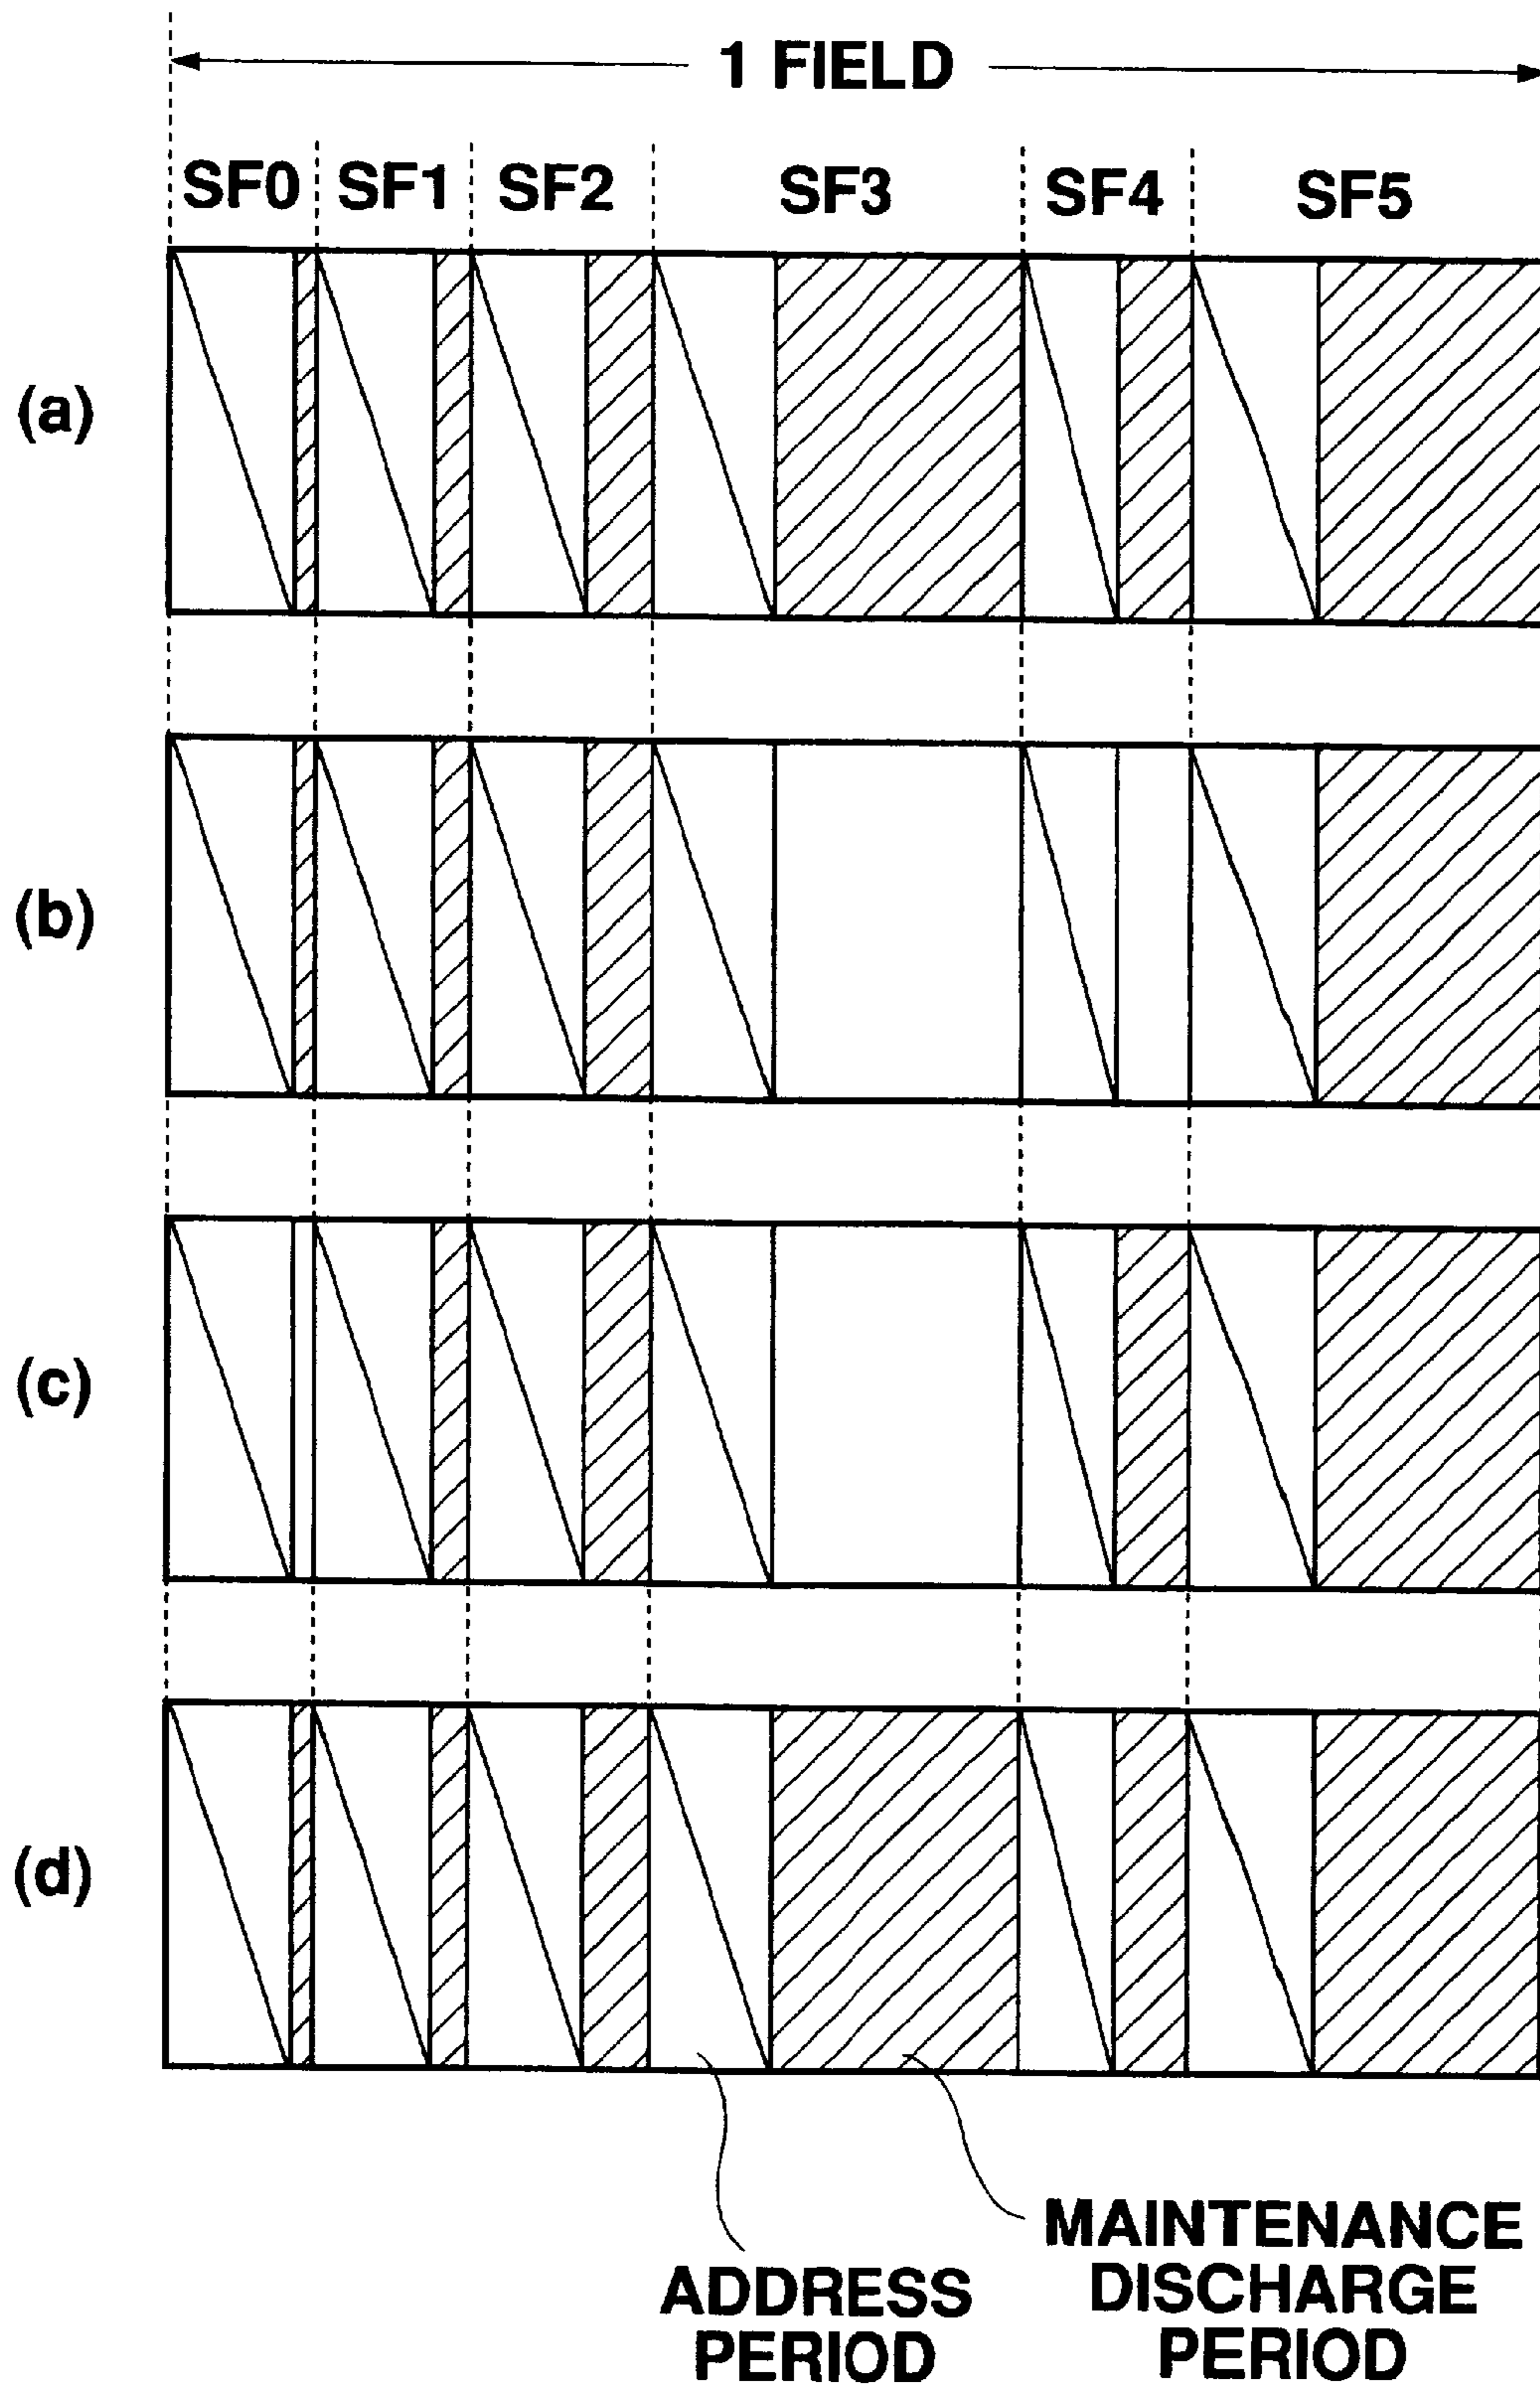 1 FIELD
SF0 SF1 SF2 SF3 SF4 SF5
(a)
(b)
(c)
(d)
ADDRESS
PERIOD
MAINTENANCE
DISCHARGE
PERIOD